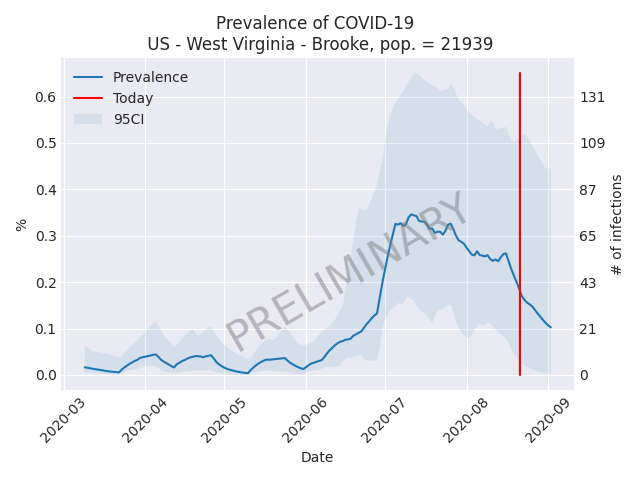 Prevalence of COVID-19
US - West Virginia - Brooke, pop. = 21939
Prevalence
Today
95CI
0.6
0.5
0.4
0.3
0.2
0.1
0.0
%
131
109
87
65
43
21
0
# of infections
PRELIMINARY
2020-03
2020-04
2020-05
2020-06
2020-07
2020-08
2020-09
Date